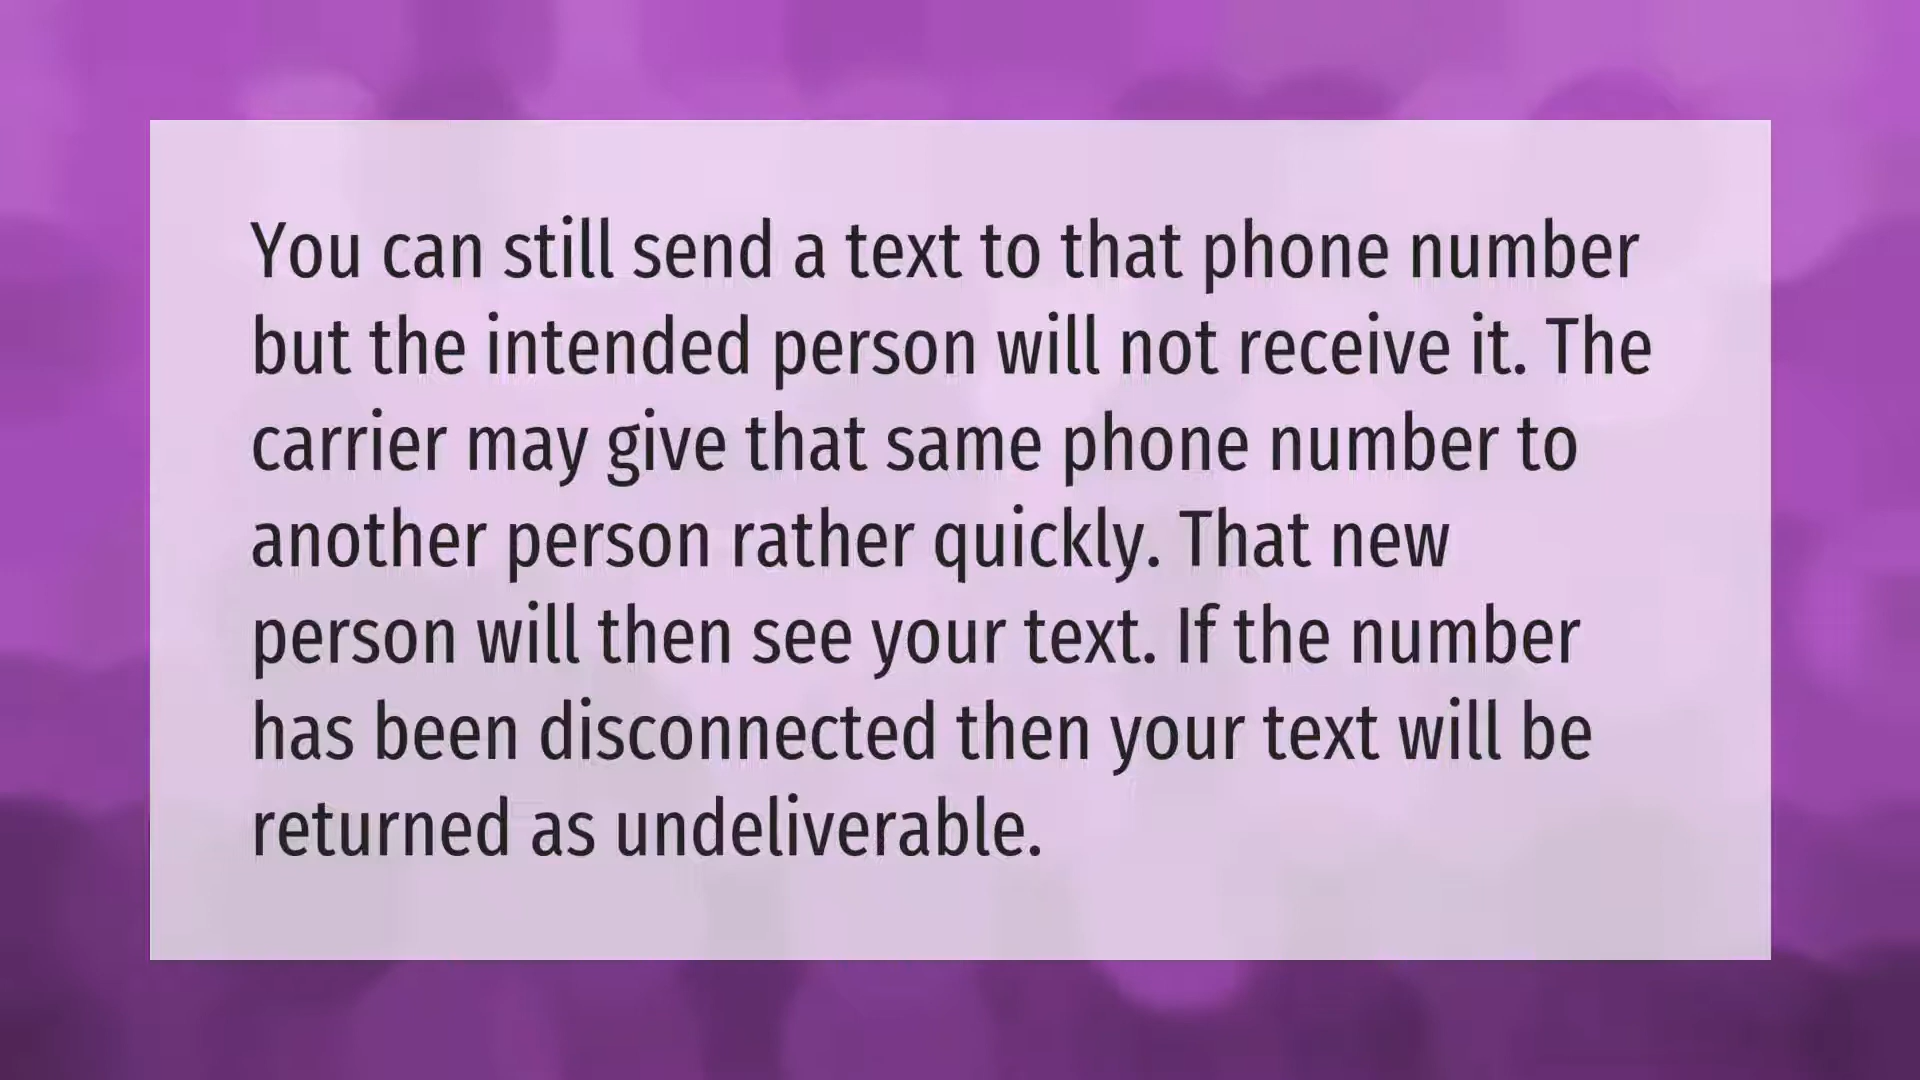 You can still send a text to that phone number
but the intended person will not receive it. The
carrier may give that same phone number to
another person rather quickly. That new
person will then see your text. If the number
has been disconnected then your text will be
returned as undeliverable.